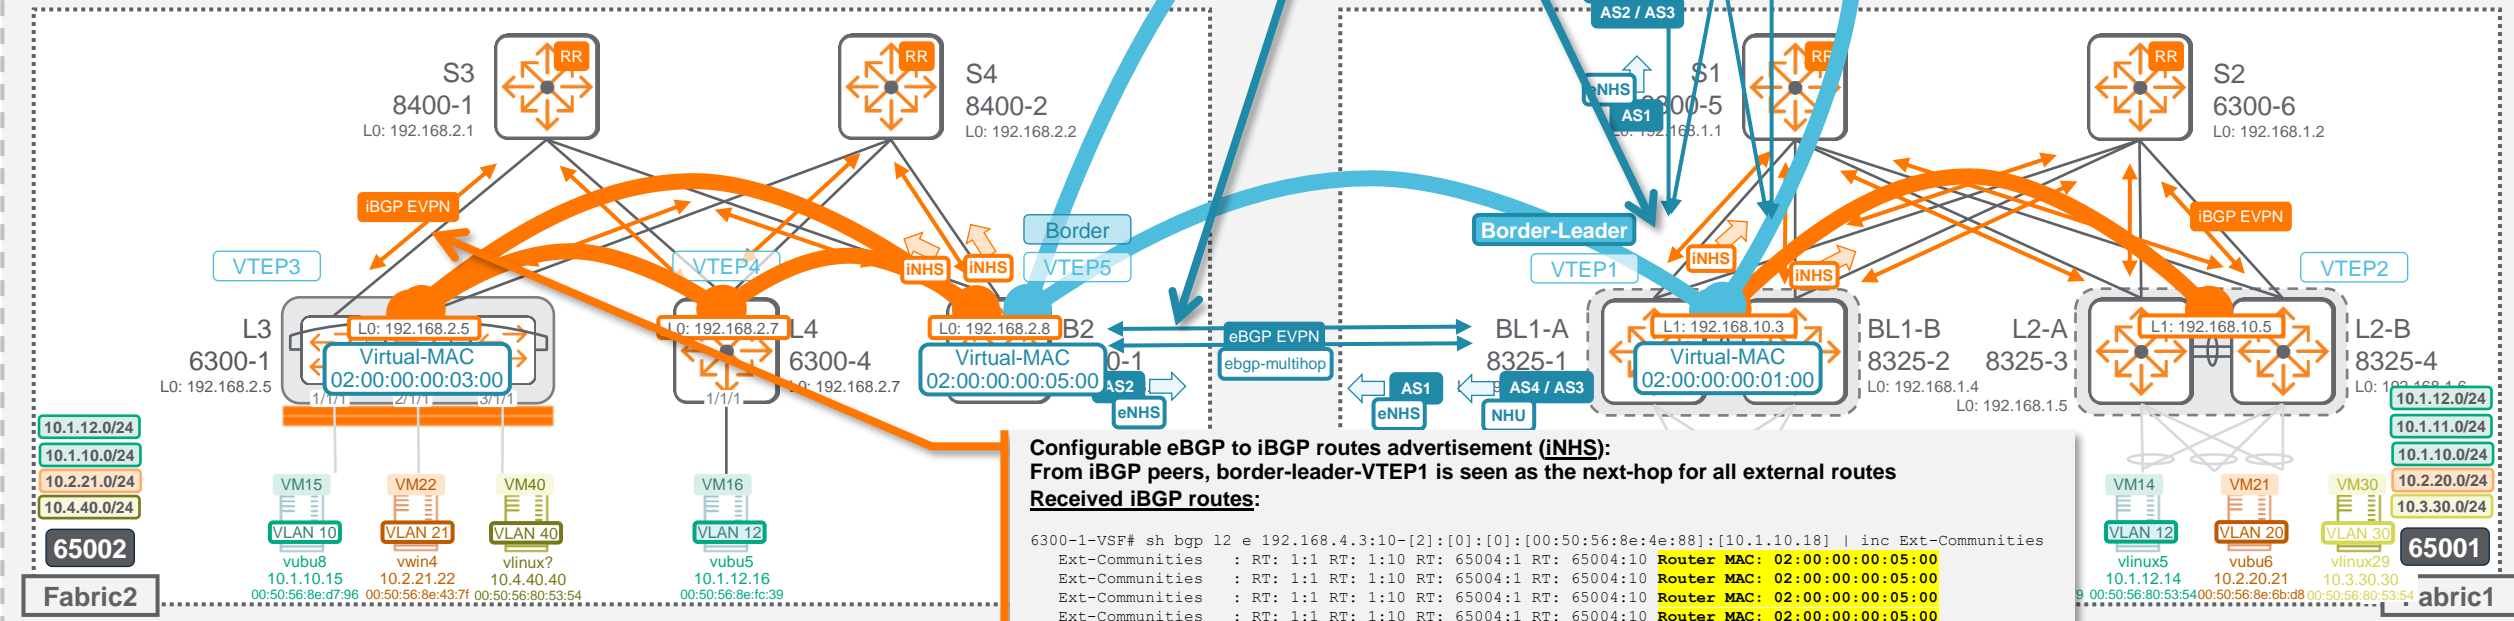 AS2 / AS3
RR
RR
RR
RR
S3
8400-1
L0: 192.168.2.1
S4
8400-2
L0: 192.168.2.2
eNHS
AS1
S1
6300-5
L0: 192.168.1.1
S2
6300-6
L0: 192.168.1.2
iBGP EVPN
iBGP EVPN
Border
Border-Leader
VTEP3
VTEP4
iNHS
iNHS
VTEP5
VTEP1
iNHS
iNHS
VTEP2
L3
6300-1
L0: 192.168.2.5
L0: 192.168.2.5
Virtual-MAC
02:00:00:00:03:00
1/1/1
2/1/1
3/1/1
L0: 192.168.2.7
L4
6300-4
L0: 192.168.2.7
1/1/1
L0: 192.168.2.8
B2
0-1
Virtual-MAC
02:00:00:00:05:00
AS2
eNHS
eBGP EVPN
ebgp-multihop
AS1
eNHS
AS4 / AS3
NHU
BL1-A
8325-1
L1: 192.168.10.3
Virtual-MAC
02:00:00:00:01:00
BL1-B
8325-2
L0: 192.168.1.4
L2-A
8325-3
L0: 192.168.1.5
L1: 192.168.10.5
L2-B
8325-4
L0: 192.168.1.6
10.1.12.0/24
10.1.10.0/24
10.2.21.0/24
10.4.40.0/24
65002
Fabric2
VM15
VLAN 10
vubu8
10.1.10.15
00:50:56:8e:d7:96
VM22
VLAN 21
vwin4
10.2.21.22
00:50:56:8e:43:7f
VM40
VLAN 40
vlinux?
10.4.40.40
00:50:56:80:53:54
VM16
VLAN 12
vubu5
10.1.12.16
00:50:56:8e:fc:39
Configurable eBGP to iBGP routes advertisement (iNHS):
From iBGP peers, border-leader-VTEP1 is seen as the next-hop for all external routes
Received iBGP routes:
6300-1-VSF# sh bgp l2 e 192.168.4.3:10-[2]:[0]:[0]:[00:50:56:8e:4e:88]:[10.1.10.18] | inc Ext-Communities
Ext-Communities : RT: 1:1 RT: 1:10 RT: 65004:1 RT: 65004:10 Router MAC: 02:00:00:00:05:00
Ext-Communities : RT: 1:1 RT: 1:10 RT: 65004:1 RT: 65004:10 Router MAC: 02:00:00:00:05:00
Ext-Communities : RT: 1:1 RT: 1:10 RT: 65004:1 RT: 65004:10 Router MAC: 02:00:00:00:05:00
Ext-Communities : RT: 1:1 RT: 1:10 RT: 65004:1 RT: 65004:10 Router MAC: 02:00:00:00:05:00
VM14
VLAN 12
vlinux5
10.1.12.14
00:50:56:80:53:54
VM21
VLAN 20
vubu6
10.2.20.21
00:50:56:8e:6b:d8
VM30
VLAN 30
vlinux29
10.3.30.30
00:50:56:80:53:54
10.1.12.0/24
10.1.11.0/24
10.1.10.0/24
10.2.20.0/24
10.3.30.0/24
65001
abric1